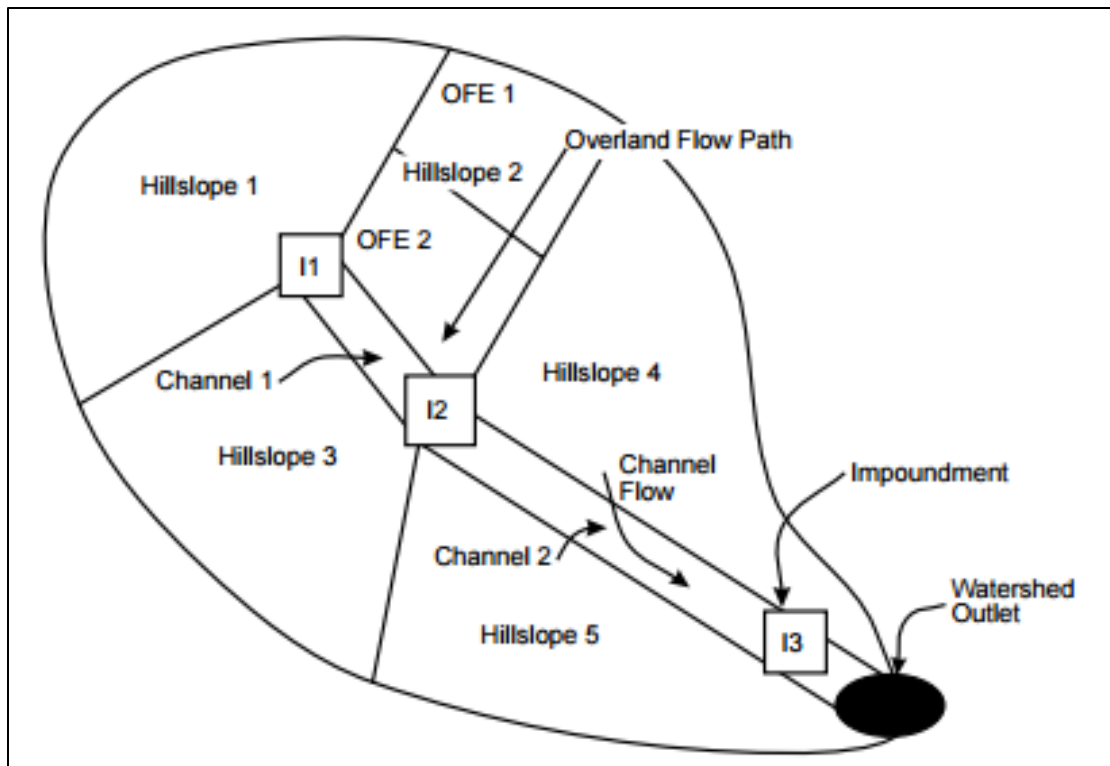 OFE 1
Overland Flow Path
Hillslope 2
Hillslope 1
OFE 2
I1
Channel 1
Hillslope 4
I2
Hillslope 3
Channel
Flow
Impoundment
Channel 2
Watershed
Outlet
Hillslope 5
I3